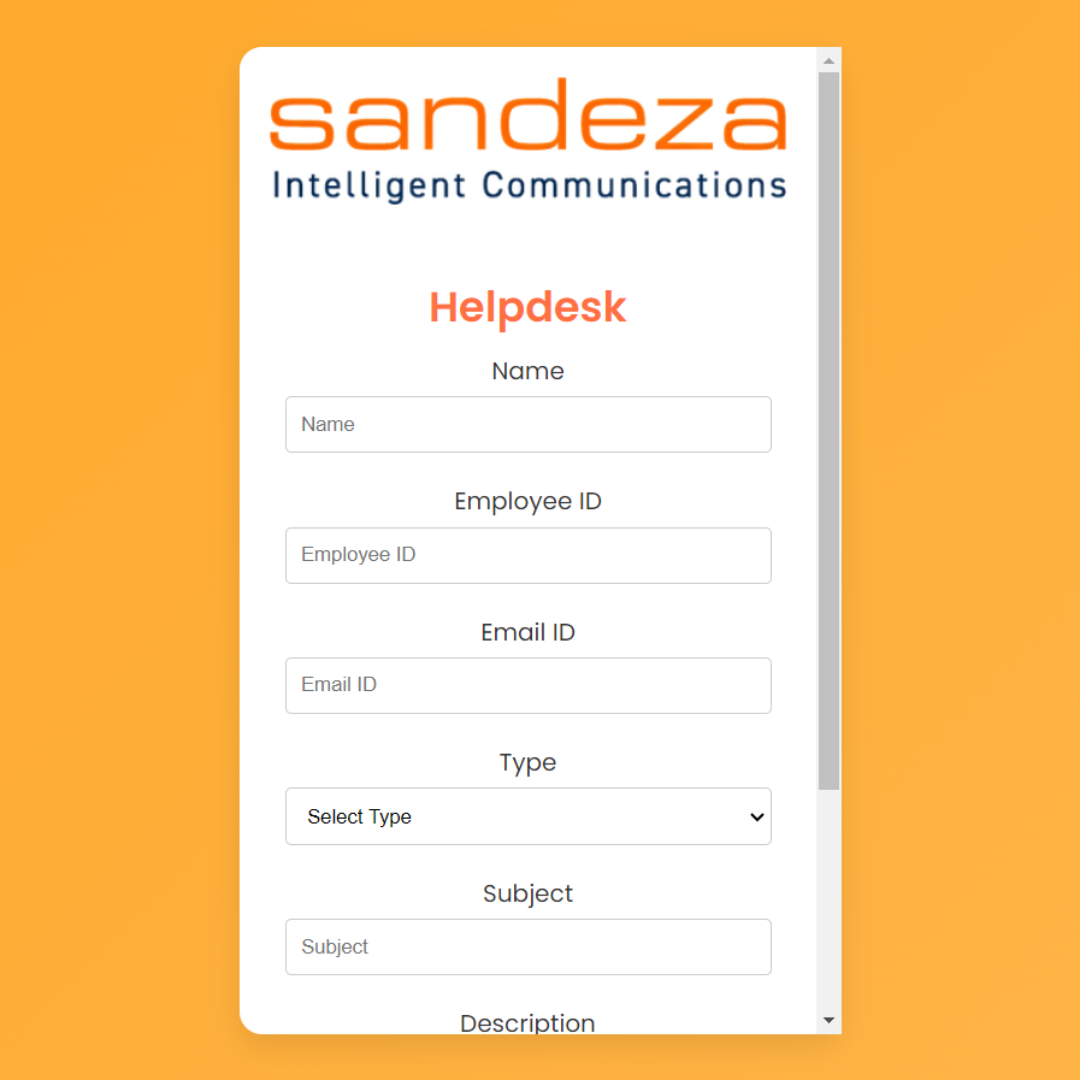 sandeza
Intelligent Communications
Helpdesk
Name
Name
Employee ID
Employee ID
Email ID
Email ID
Type
Select Type
Subject
Subject
Description